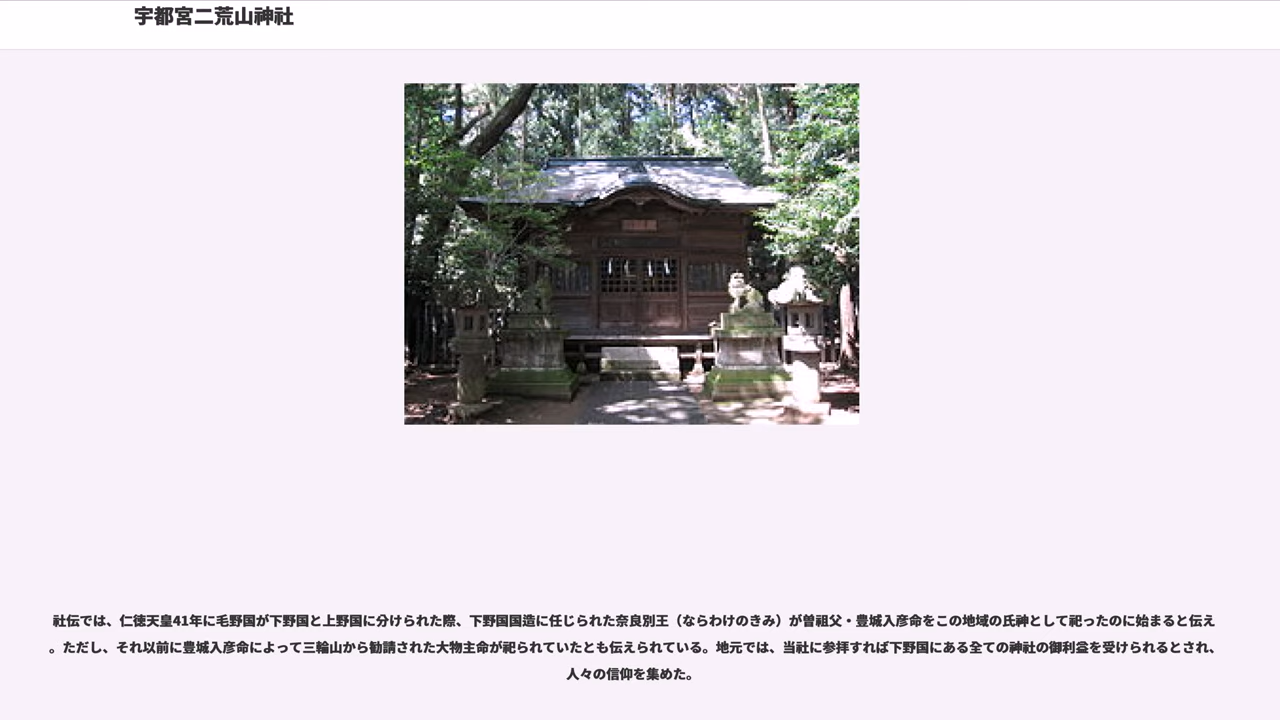 宇都宮二荒山神社
社伝では、仁徳天皇41年に毛野国が下野国と上野国に分けられた際、下野国国造に任じられた奈良別王（ならわけのきみ）が曽祖父・豊城入彦命をこの地域の氏神として祀ったのに始まると伝え
。ただし、それ以前に豊城入彦命によって三輪山から勧請された大物主命が祀られていたとも伝えられている。地元では、当社に参拝すれば下野国にある全ての神社の御利益を受けられるとされ、
人々の信仰を集めた。